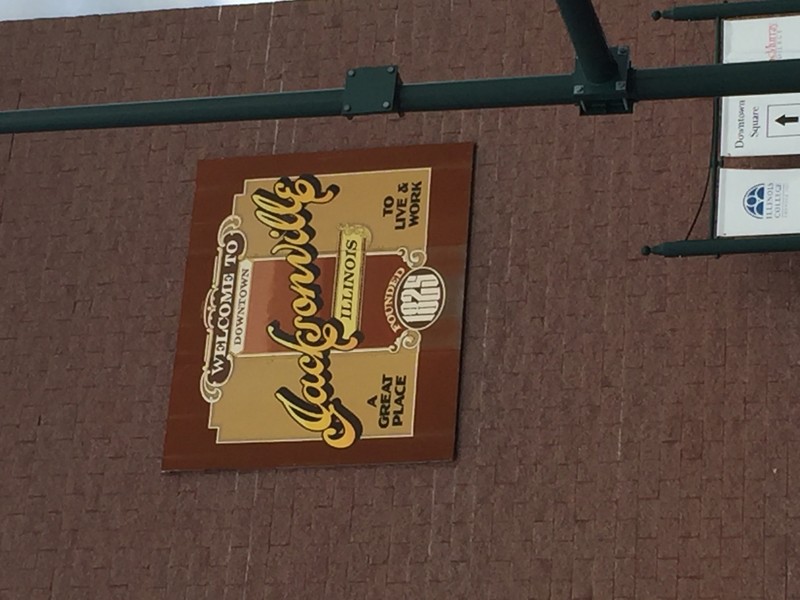 WELCOME TO
DOWNTOWN
Jacksonville
ILLINOIS
FOUNDED
1825
A
GREAT
PLACE
TO
LIVE &
WORK
Downtown
Square
ILLINOIS
COLLEGE